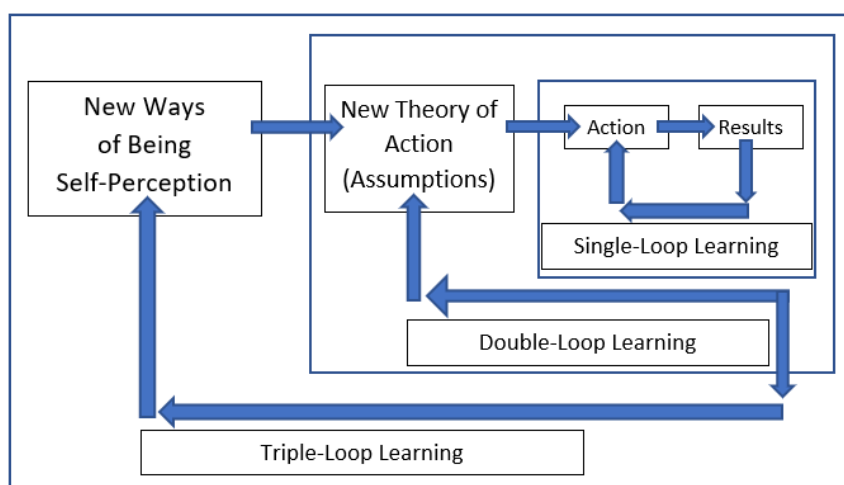 New Ways
of Being
Self-Perception
New Theory of
Action
(Assumptions)
Action
Results
Single-Loop Learning
Double-Loop Learning
Triple-Loop Learning